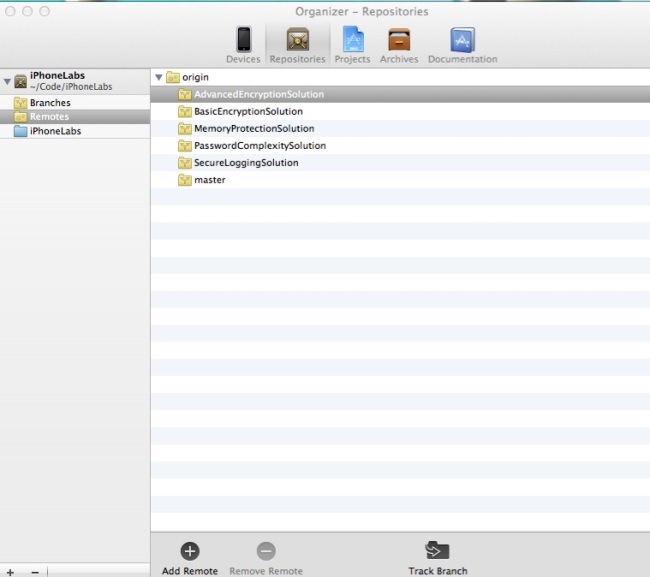 Organizer – Repositories
Devices Repositories Projects Archives Documentation
iPhoneLabs
~/Code/iPhoneLabs
Branches
Remotes
iPhoneLabs
origin
AdvancedEncryptionSolution
BasicEncryptionSolution
MemoryProtectionSolution
PasswordComplexitySolution
SecureLoggingSolution
master
Add Remote Remove Remote Track Branch